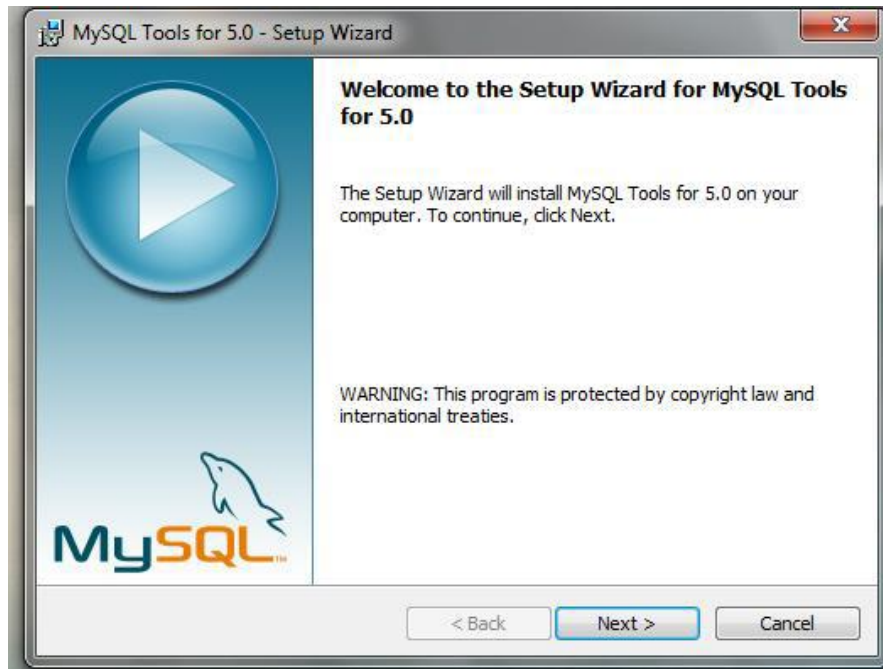 MySQL Tools for 5.0 - Setup Wizard
X
Welcome to the Setup Wizard for MySQL Tools
for 5.0
The Setup Wizard will install MySQL Tools for 5.0 on your
computer. To continue, click Next.
WARNING: This program is protected by copyright law and
international treaties.
MySQL™
< Back Next > Cancel